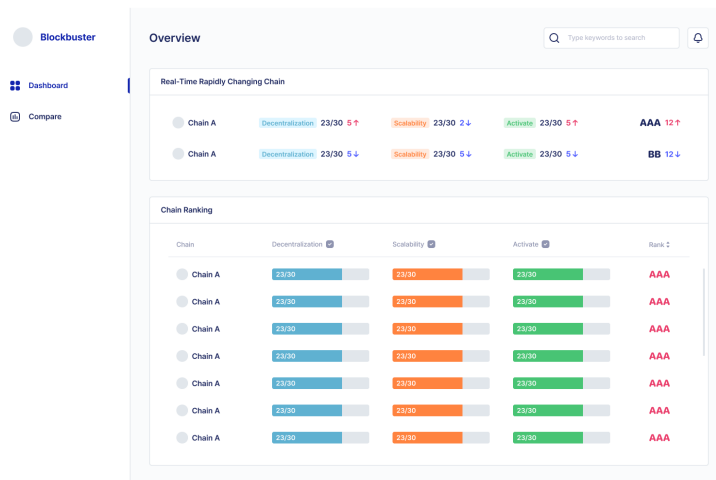 Blockbuster
Overview
Type keywords to search
Dashboard
Compare
Real-Time Rapidly Changing Chain
Chain A Decentralization 23/30 5↑ Scalability 23/30 2↓ Activate 23/30 5↑ AAA 12↑
Chain A Decentralization 23/30 5↓ Scalability 23/30 5↓ Activate 23/30 5↓ BB 12↓
Chain Ranking
Chain Decentralization Scalability Activate Rank
Chain A 23/30 23/30 23/30 AAA
Chain A 23/30 23/30 23/30 AAA
Chain A 23/30 23/30 23/30 AAA
Chain A 23/30 23/30 23/30 AAA
Chain A 23/30 23/30 23/30 AAA
Chain A 23/30 23/30 23/30 AAA
Chain A 23/30 23/30 23/30 AAA